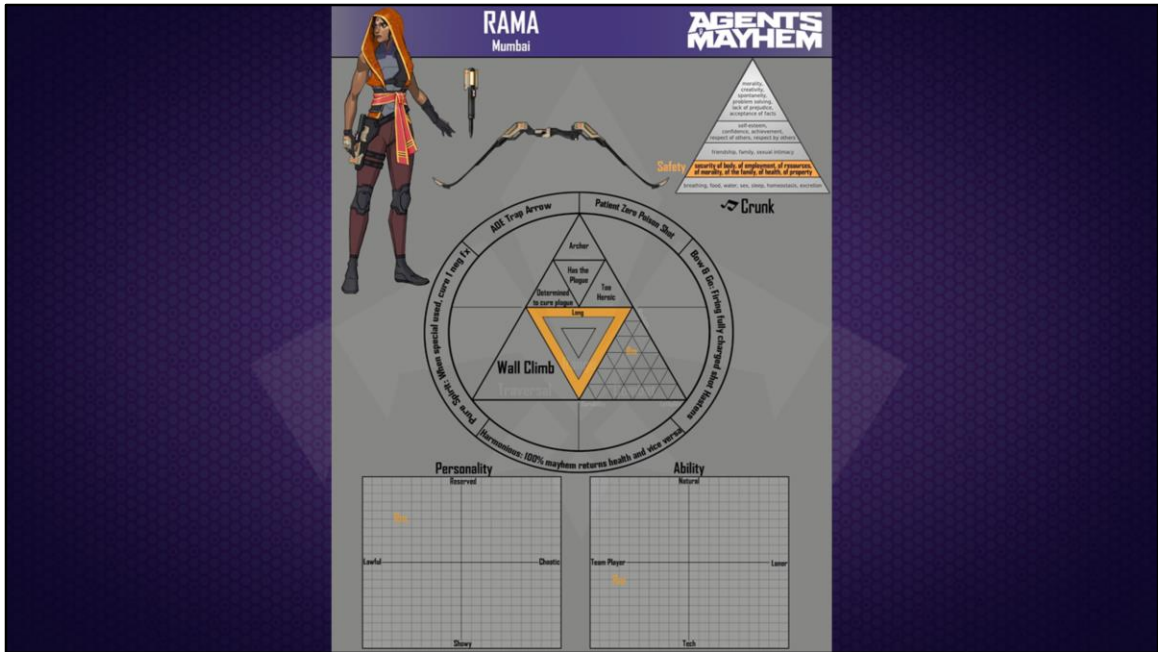 RAMA
Mumbai
AGENTS
OF MAYHEM
morality,
creativity,
spontaneity,
problem solving,
lack of prejudice,
acceptance of facts
self-esteem,
confidence, achievement,
respect of others, respect by others
friendship, family, sexual intimacy
Safety
security of body, of employment, of resources,
of morality, of the family, of health, of property
breathing, food, water, sex, sleep, homeostasis, excretion
Crunk
AOE Trap Arrow
Patient Zero Poison Shot
Pure Spirit: When special used, cure 1 neg fx
Bow & Go: Firing fully charged shot Hastens
Harmonious: 100% mayhem returns health and vice versa
Archer
Has the
Plague
Determined
to cure plague
Too
Heroic
Long
Wall Climb
Traversal
Personality
Reserved
Lawful
Chaotic
Showy
Ability
Natural
Team Player
Loner
Tech